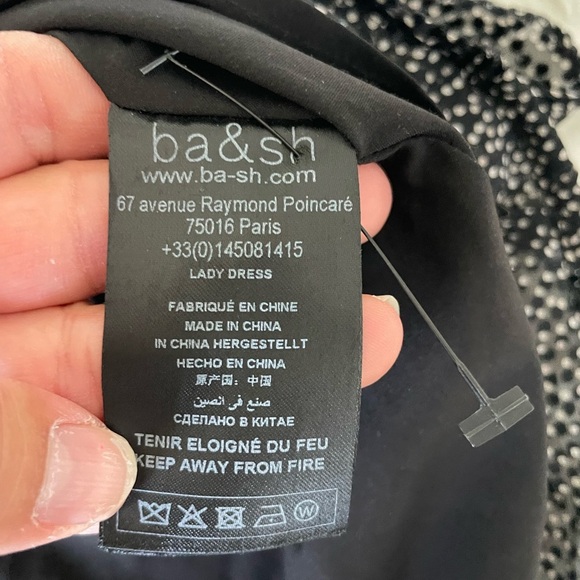 ba&sh
www.ba-sh.com
67 avenue Raymond Poincaré
75016 Paris
+33(0)145081415
LADY DRESS
FABRIQUÉ EN CHINE
MADE IN CHINA
IN CHINA HERGESTELLT
HECHO EN CHINA
原产国：中国
صنع في انصين
СДЕЛАНО В КИТАЕ
TENIR ELOIGNÉ DU FEU
KEEP AWAY FROM FIRE
W